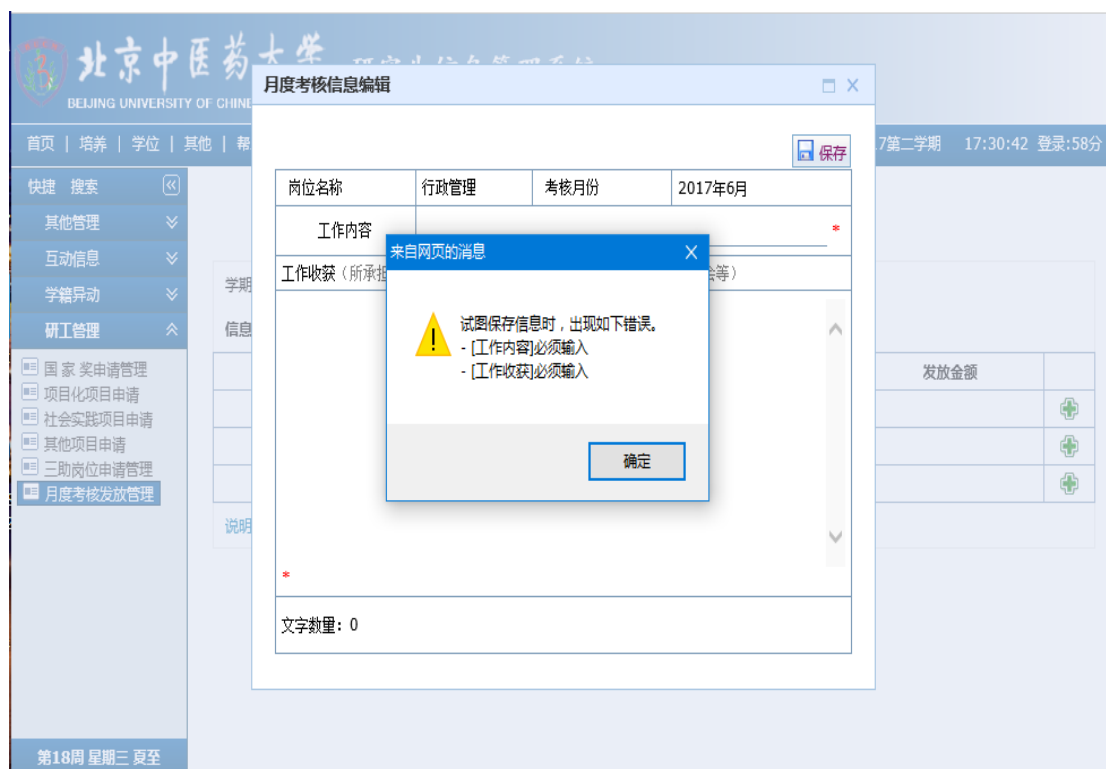 北京中医药大学
BEIJING UNIVERSITY OF CHINE
首页 | 培养 | 学位 | 其他 | 帮
7第二学期 17:30:42 登录:58分
快捷 搜索
其他管理
互动信息
学籍异动
研工管理
国 家 奖申请管理
项目化项目申请
社会实践项目申请
其他项目申请
三助岗位申请管理
月度考核发放管理
第18周 星期三 夏至
学期
信息
发放金额
说明
月度考核信息编辑
保存
岗位名称 行政管理 考核月份 2017年6月
工作内容 *
工作收获（所承担 会等）
*
文字数量: 0
来自网页的消息
试图保存信息时，出现如下错误。
- [工作内容]必须输入
- [工作收获]必须输入
确定